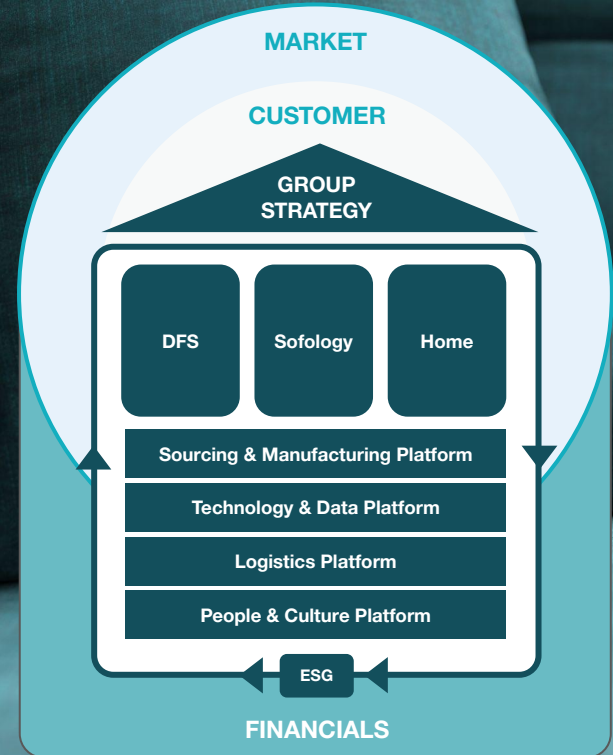 MARKET
CUSTOMER
GROUP
STRATEGY
DFS
Sofology
Home
Sourcing & Manufacturing Platform
Technology & Data Platform
Logistics Platform
People & Culture Platform
ESG
FINANCIALS